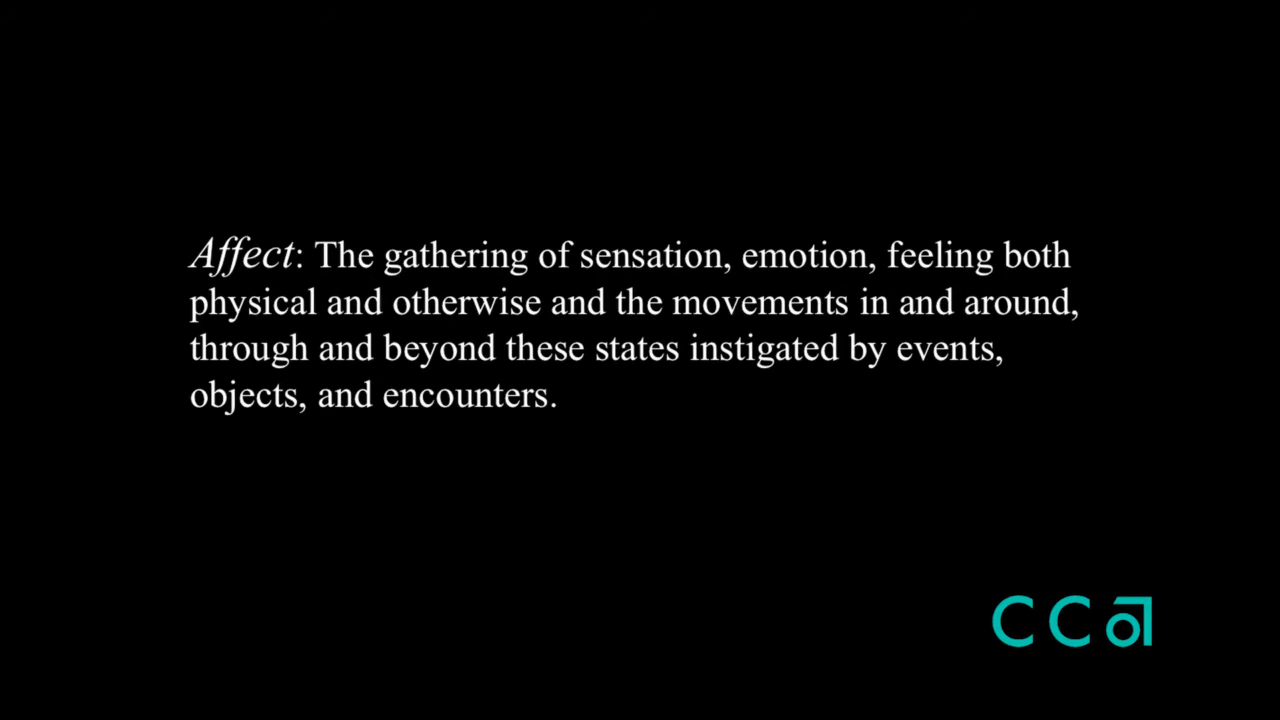 Affect: The gathering of sensation, emotion, feeling both
physical and otherwise and the movements in and around,
through and beyond these states instigated by events,
objects, and encounters.
CCa